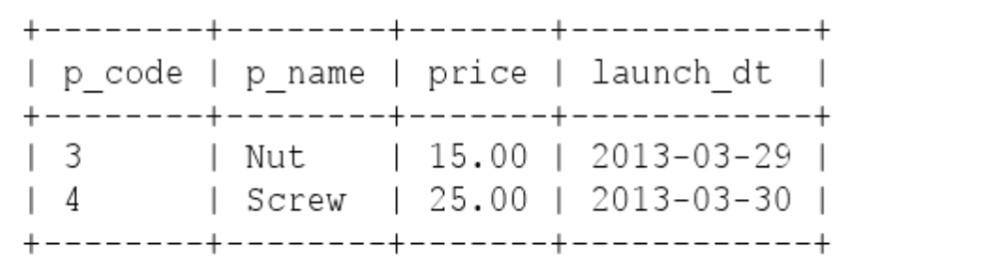 +--------+--------+-------+------------+
| p_code | p_name | price | launch_dt  |
+--------+--------+-------+------------+
| 3      | Nut    | 15.00 | 2013-03-29 |
| 4      | Screw  | 25.00 | 2013-03-30 |
+--------+--------+-------+------------+